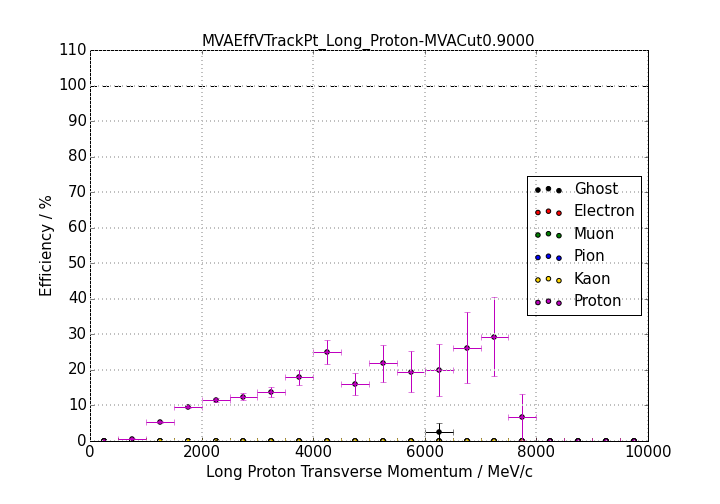 MVAEffVTrackPt_Long_Proton-MVACut0.9000
110
100
90
80
70
60
50
40
30
20
10
0
Efficiency / %
Ghost
Electron
Muon
Pion
Kaon
Proton
0 2000 4000 6000 8000 10000
Long Proton Transverse Momentum / MeV/c